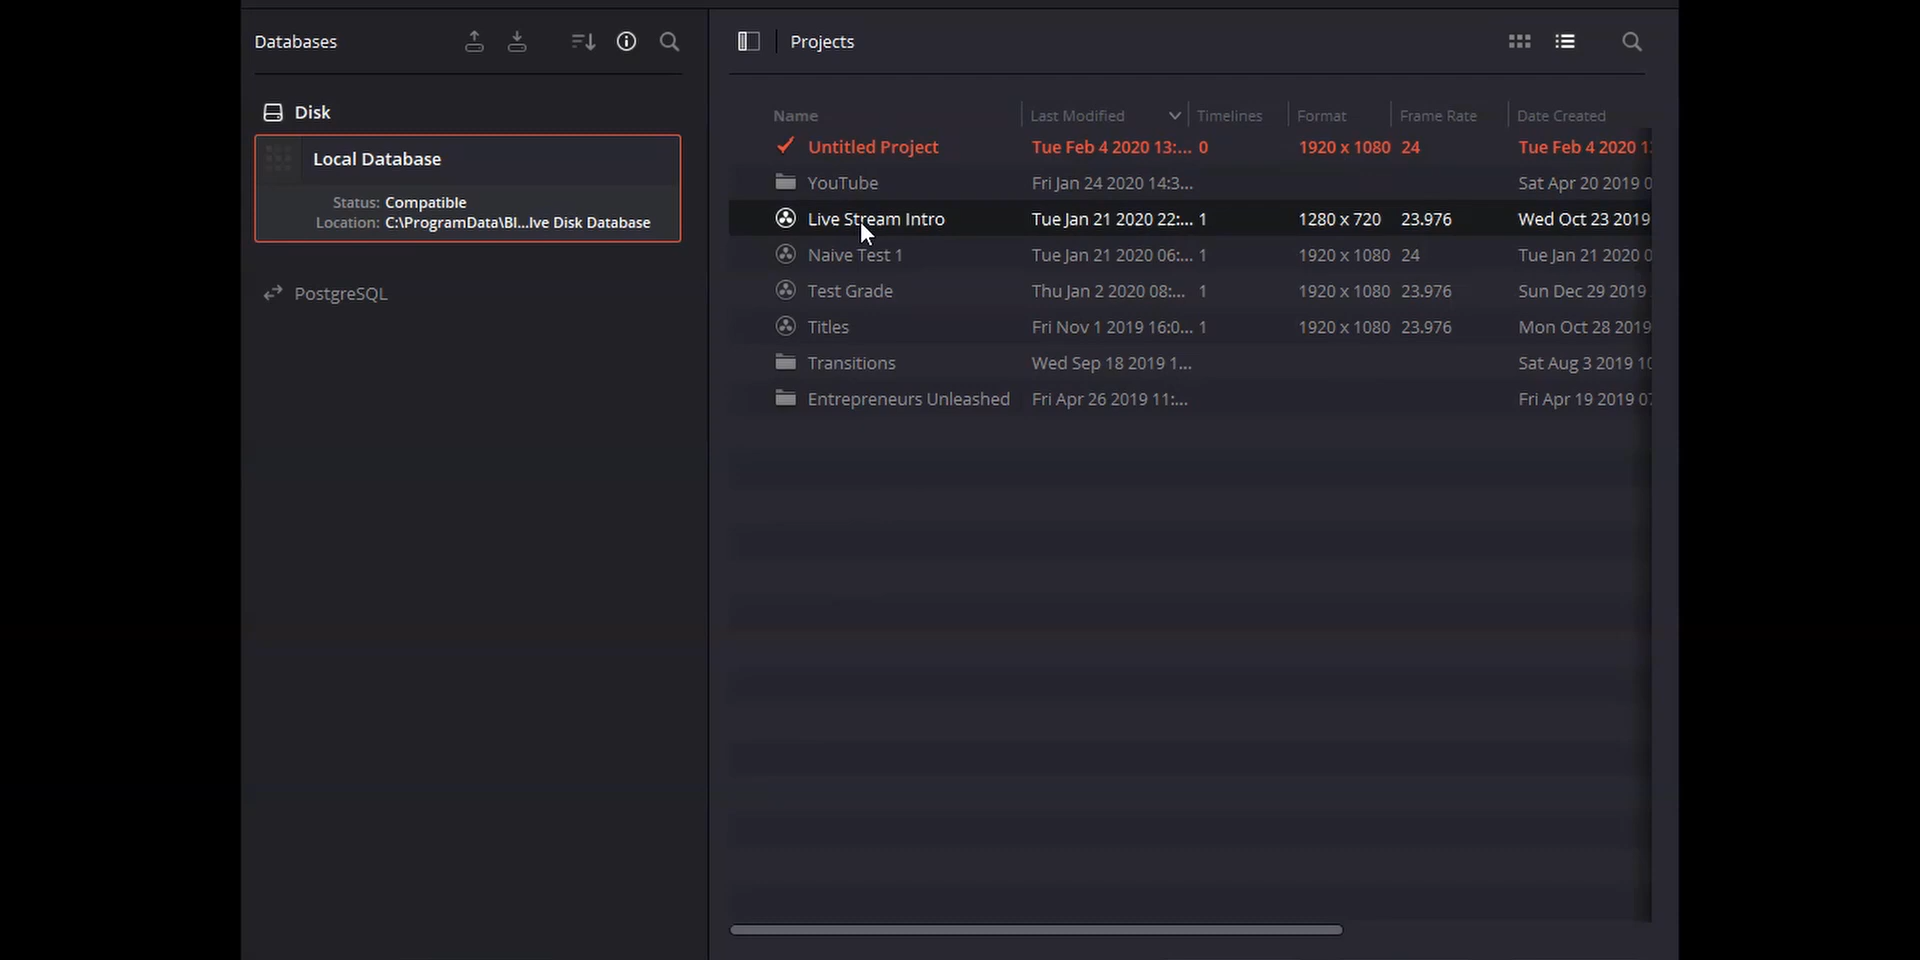 Databases
Projects
Disk
Local Database
Status: Compatible
Location: C:\ProgramData\Bl...lve Disk Database
PostgreSQL
Name Last Modified Timelines Format Frame Rate Date Created
Untitled Project Tue Feb 4 2020 13:... 0 1920 x 1080 24 Tue Feb 4 2020 1
YouTube Fri Jan 24 2020 14:3... Sat Apr 20 2019 0
Live Stream Intro Tue Jan 21 2020 22:... 1 1280 x 720 23.976 Wed Oct 23 2019
Naive Test 1 Tue Jan 21 2020 06:... 1 1920 x 1080 24 Tue Jan 21 2020 0
Test Grade Thu Jan 2 2020 08:... 1 1920 x 1080 23.976 Sun Dec 29 2019
Titles Fri Nov 1 2019 16:0... 1 1920 x 1080 23.976 Mon Oct 28 2019
Transitions Wed Sep 18 2019 1... Sat Aug 3 2019 10
Entrepreneurs Unleashed Fri Apr 26 2019 11:... Fri Apr 19 2019 07